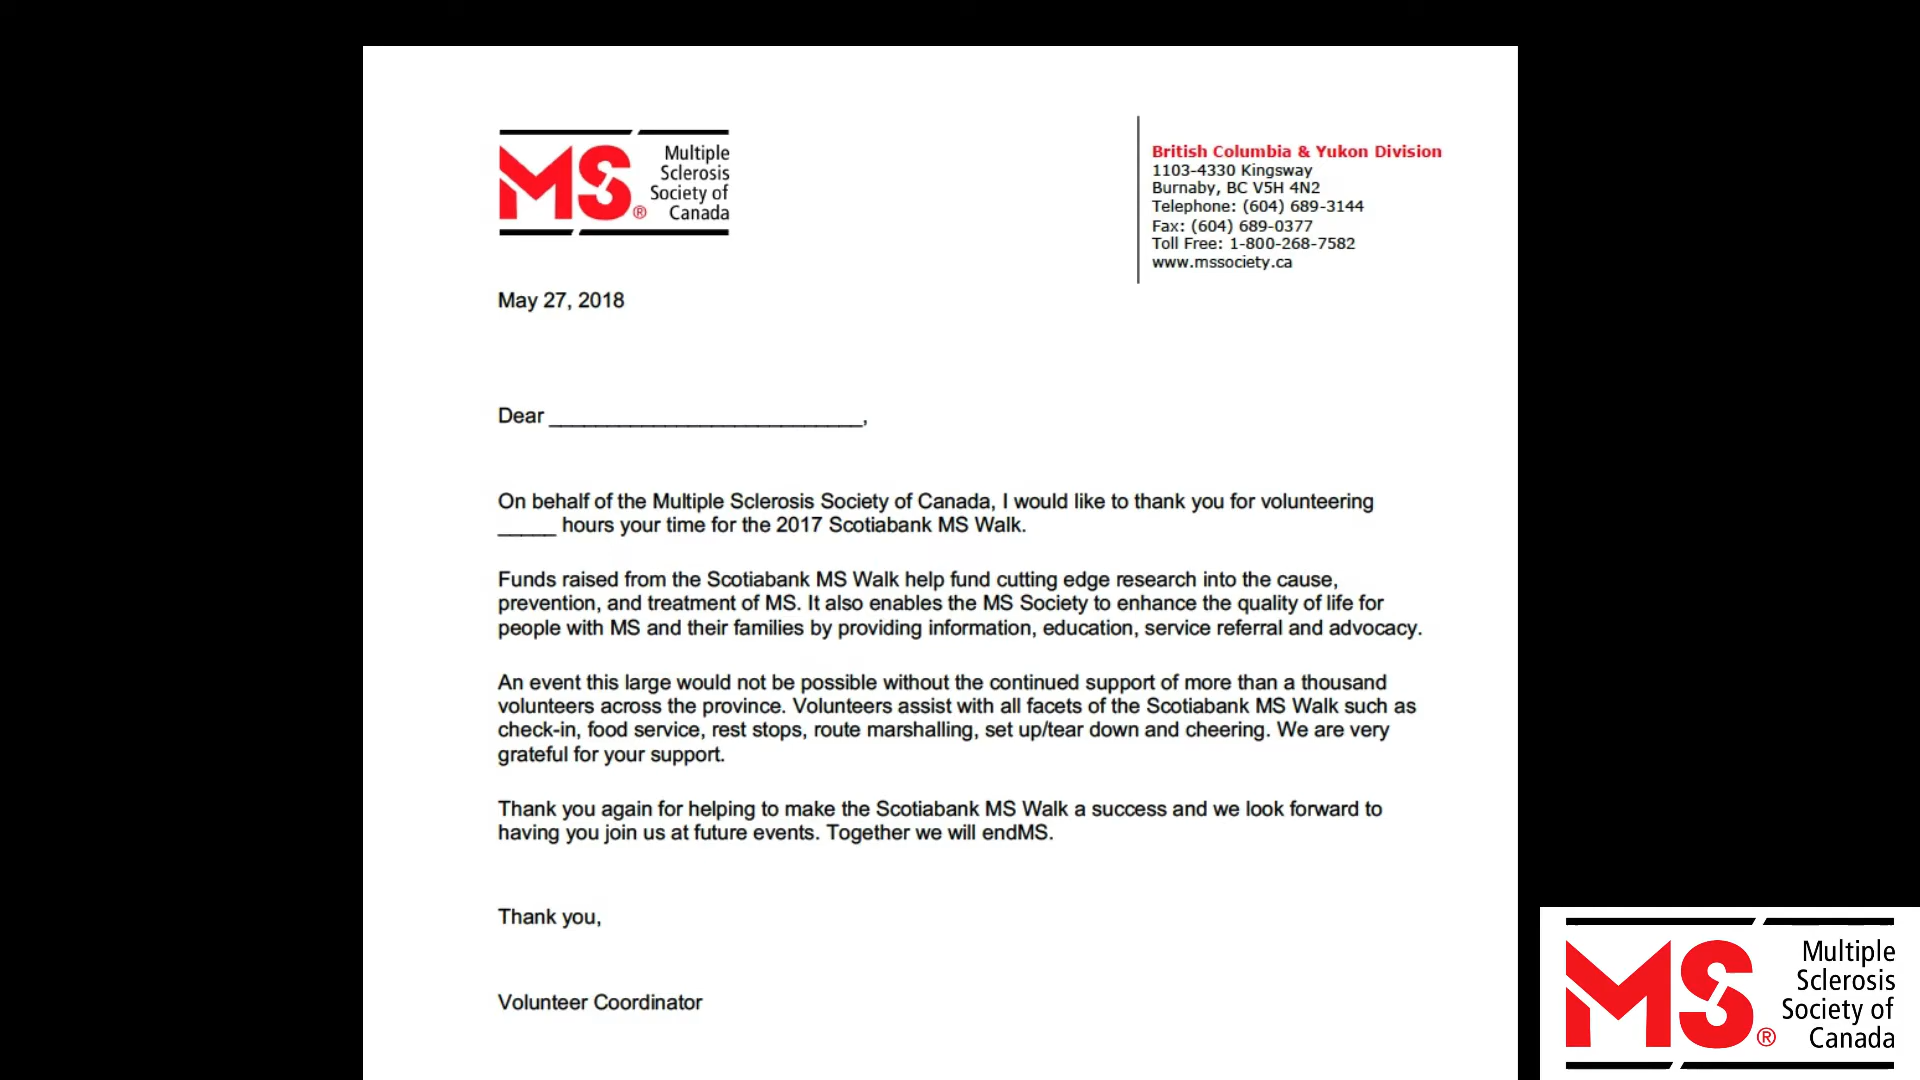 MS®
Multiple
Sclerosis
Society of
Canada
British Columbia & Yukon Division
1103-4330 Kingsway
Burnaby, BC V5H 4N2
Telephone: (604) 689-3144
Fax: (604) 689-0377
Toll Free: 1-800-268-7582
www.mssociety.ca
May 27, 2018
Dear ___________________________,
On behalf of the Multiple Sclerosis Society of Canada, I would like to thank you for volunteering
_____ hours your time for the 2017 Scotiabank MS Walk.
Funds raised from the Scotiabank MS Walk help fund cutting edge research into the cause,
prevention, and treatment of MS. It also enables the MS Society to enhance the quality of life for
people with MS and their families by providing information, education, service referral and advocacy.
An event this large would not be possible without the continued support of more than a thousand
volunteers across the province. Volunteers assist with all facets of the Scotiabank MS Walk such as
check-in, food service, rest stops, route marshalling, set up/tear down and cheering. We are very
grateful for your support.
Thank you again for helping to make the Scotiabank MS Walk a success and we look forward to
having you join us at future events. Together we will endMS.
Thank you,
Volunteer Coordinator
MS®
Multiple
Sclerosis
Society of
Canada